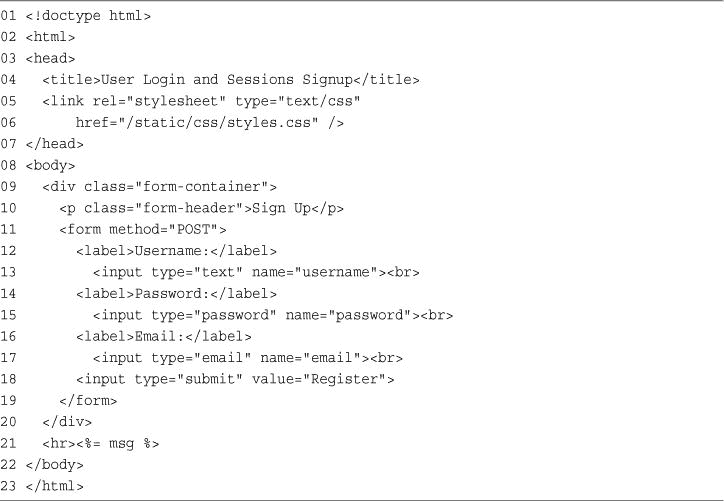 01 <!doctype html>
02 <html>
03 <head>
04   <title>User Login and Sessions Signup</title>
05   <link rel="stylesheet" type="text/css"
06       href="/static/css/styles.css" />
07 </head>
08 <body>
09   <div class="form-container">
10     <p class="form-header">Sign Up</p>
11     <form method="POST">
12       <label>Username:</label>
13         <input type="text" name="username"><br>
14       <label>Password:</label>
15         <input type="password" name="password"><br>
16       <label>Email:</label>
17         <input type="email" name="email"><br>
18       <input type="submit" value="Register">
19     </form>
20   </div>
21   <hr><%= msg %>
22 </body>
23 </html>